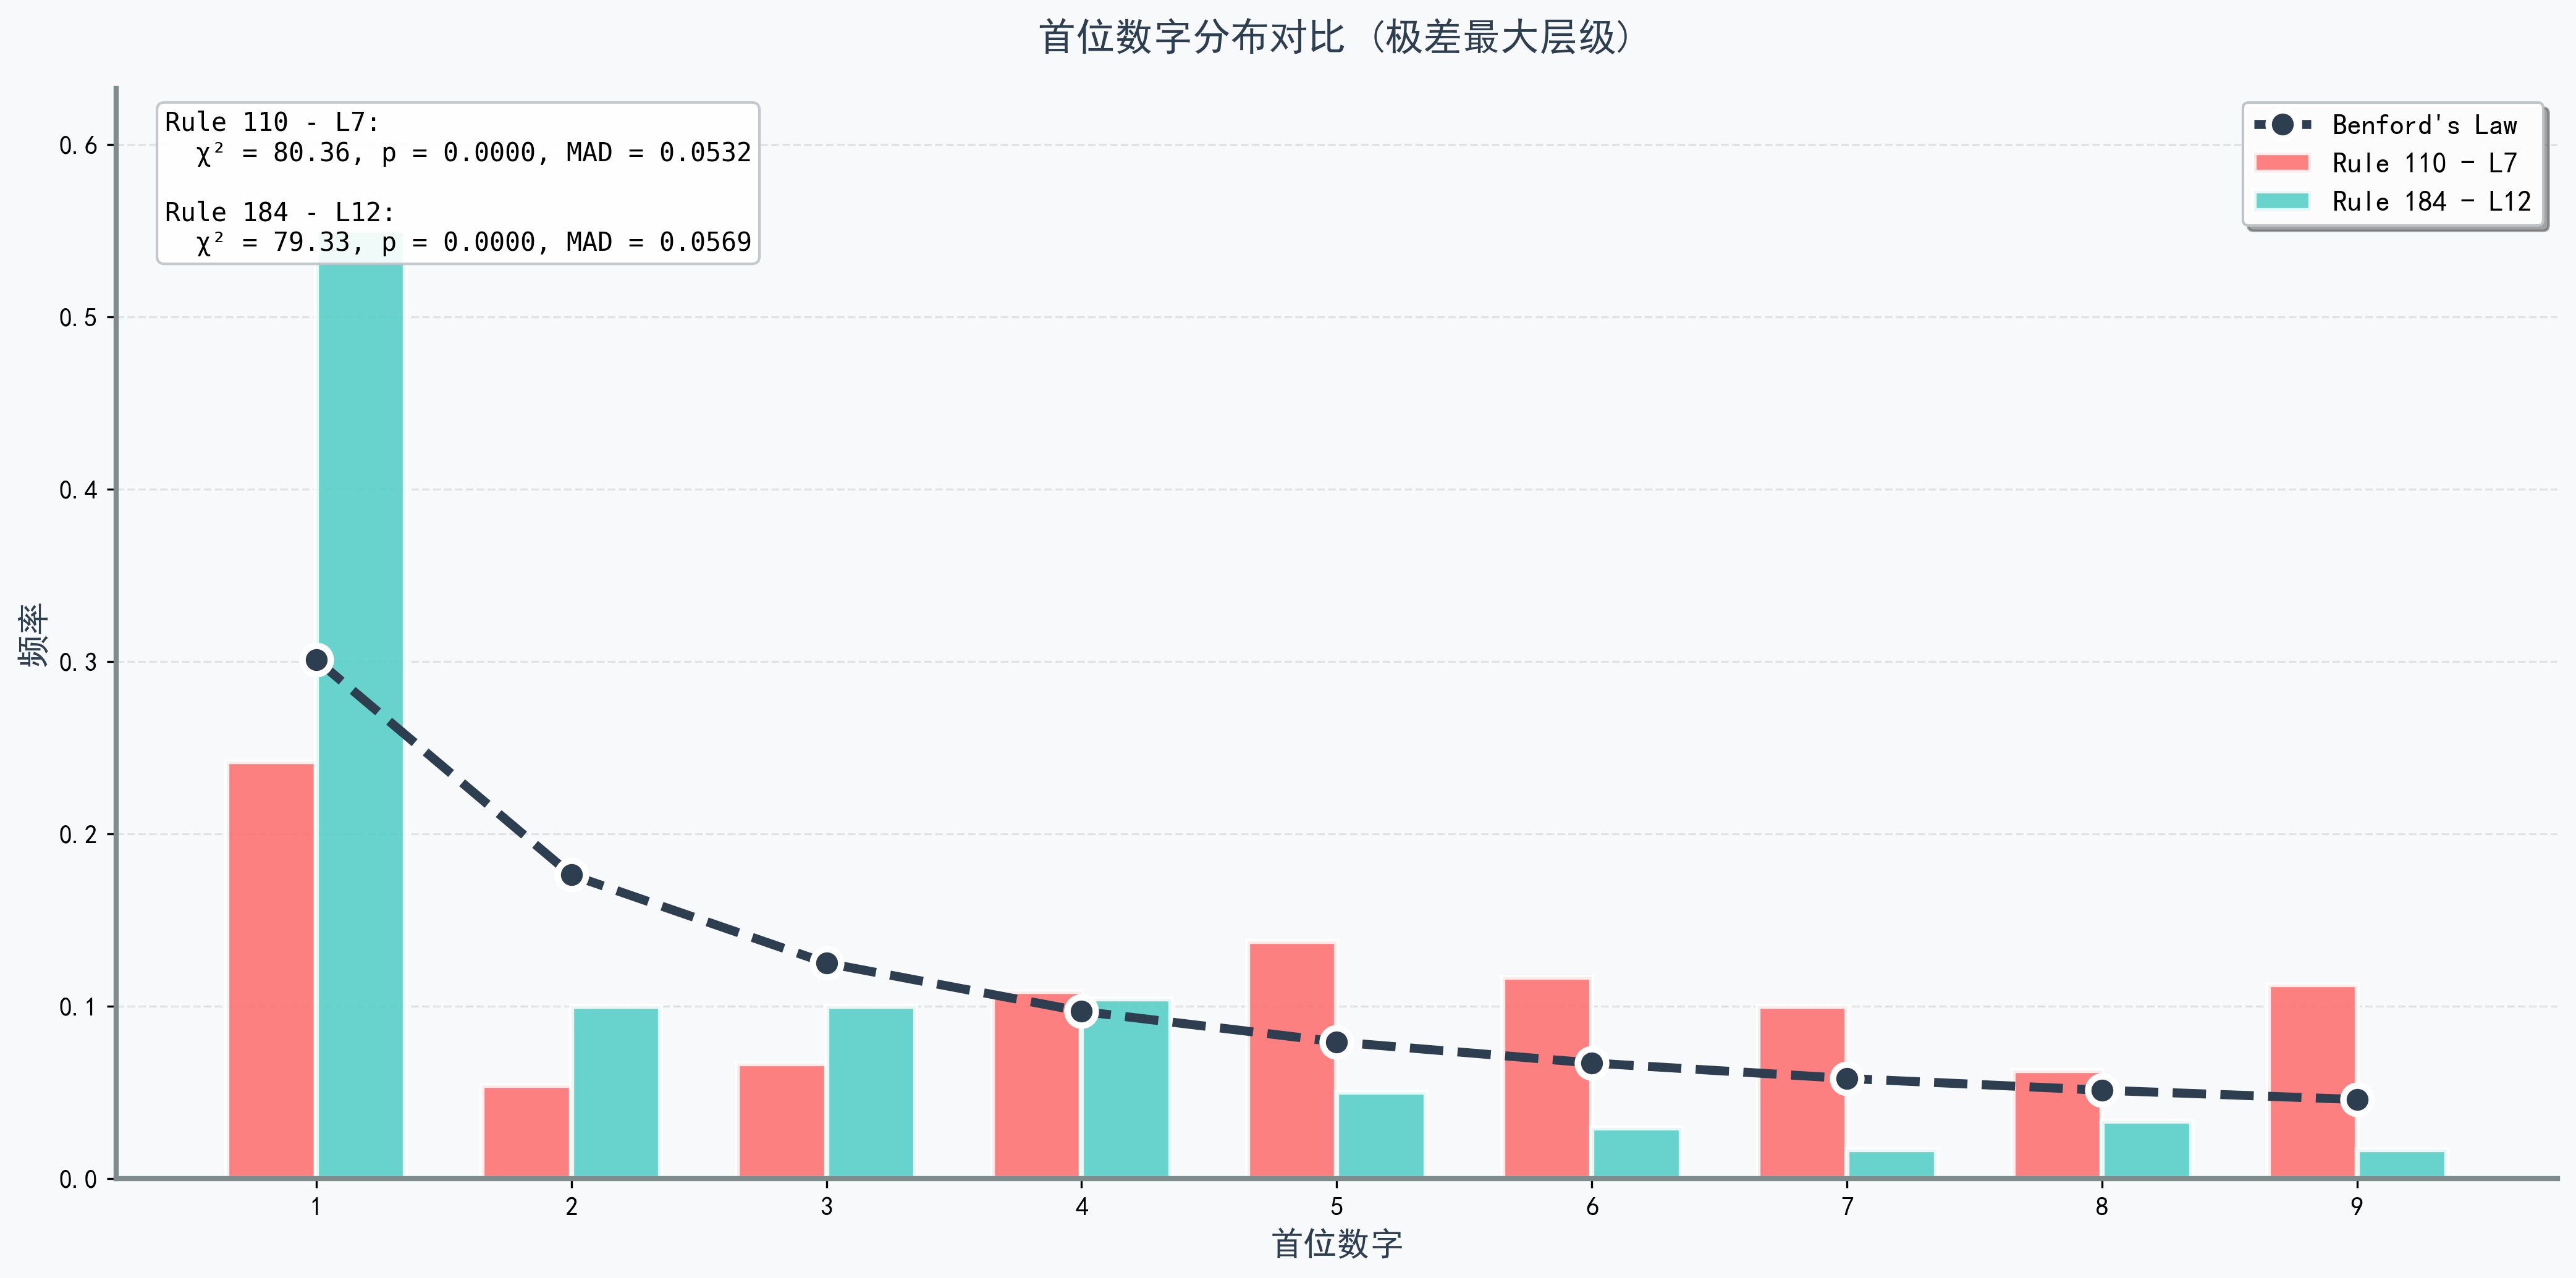 首位数字分布对比 (极差最大层级)
Rule 110 - L7:
χ² = 80.36, p = 0.0000, MAD = 0.0532
Rule 184 - L12:
χ² = 79.33, p = 0.0000, MAD = 0.0569
Benford's Law
Rule 110 - L7
Rule 184 - L12
频率
0.6
0.5
0.4
0.3
0.2
0.1
0.0
1 2 3 4 5 6 7 8 9
首位数字